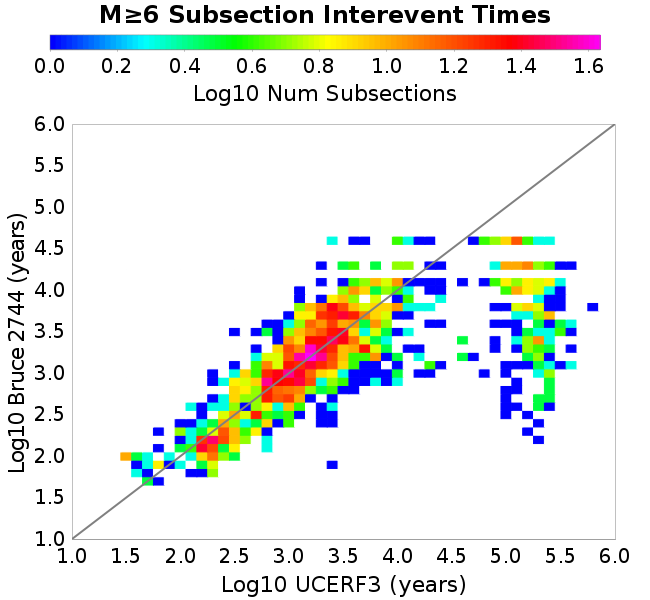 M≥6 Subsection Interevent Times
0.0 0.2 0.4 0.6 0.8 1.0 1.2 1.4 1.6
Log10 Num Subsections
6.0
5.5
5.0
4.5
4.0
3.5
3.0
2.5
2.0
1.5
1.0
Log10 Bruce 2744 (years)
1.0 1.5 2.0 2.5 3.0 3.5 4.0 4.5 5.0 5.5 6.0
Log10 UCERF3 (years)